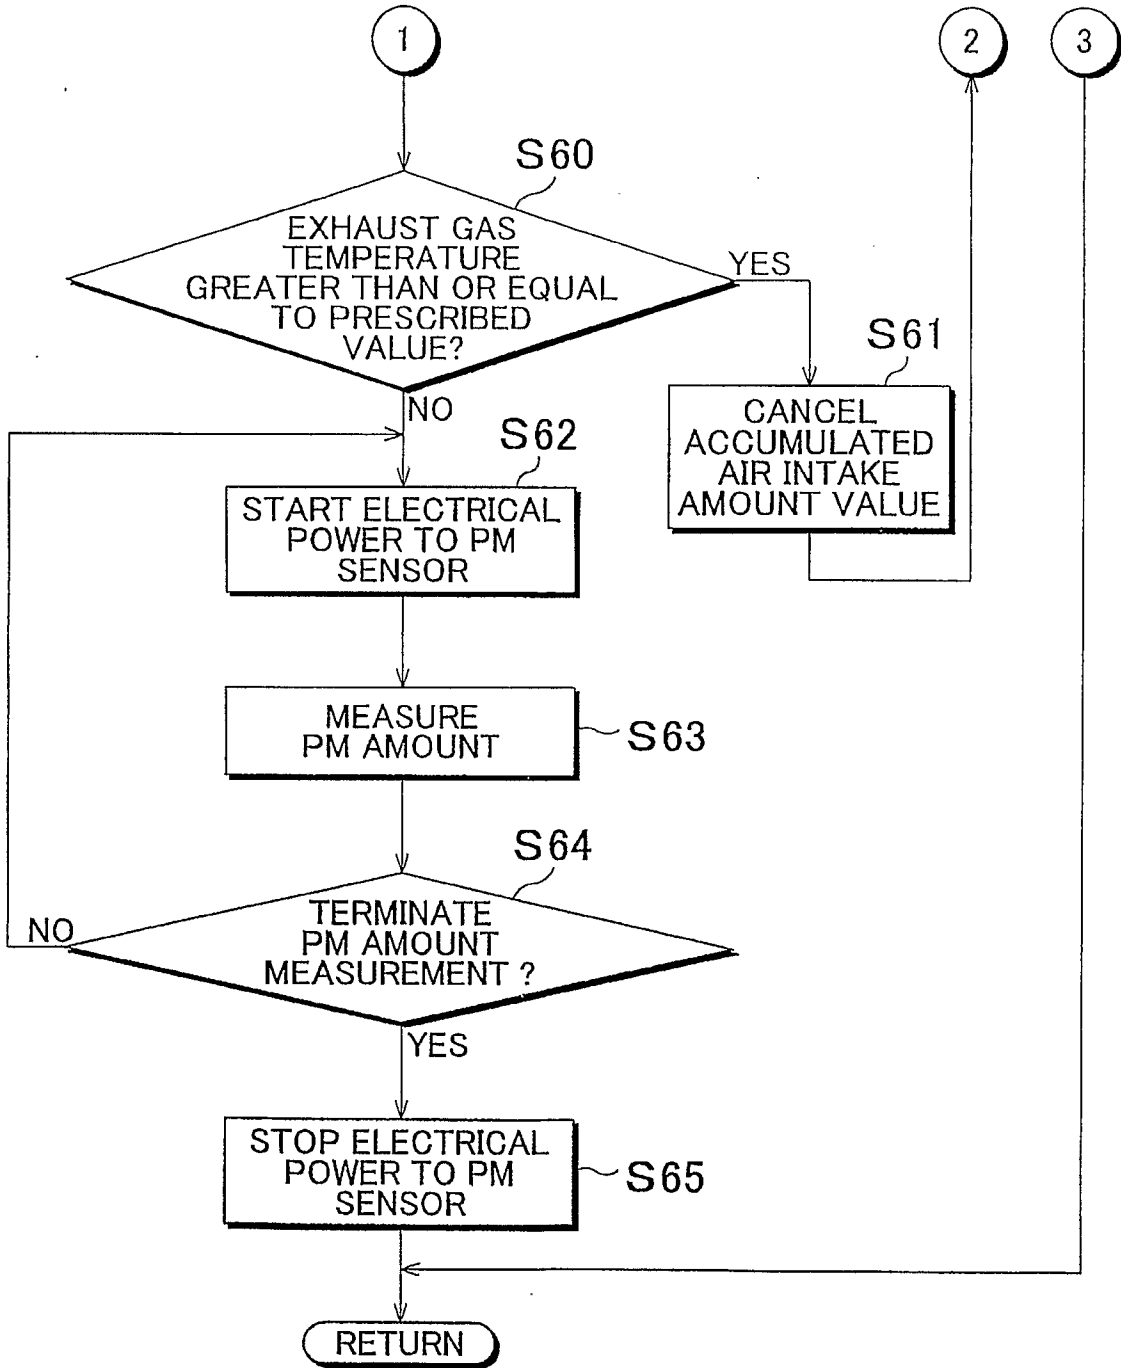 1
2
3
S60
EXHAUST GAS
TEMPERATURE
GREATER THAN OR EQUAL
TO PRESCRIBED
VALUE?
YES
NO
S61
CANCEL
ACCUMULATED
AIR INTAKE
AMOUNT VALUE
S62
START ELECTRICAL
POWER TO PM
SENSOR
MEASURE
PM AMOUNT
S63
S64
TERMINATE
PM AMOUNT
MEASUREMENT ?
NO
YES
STOP ELECTRICAL
POWER TO PM
SENSOR
S65
RETURN